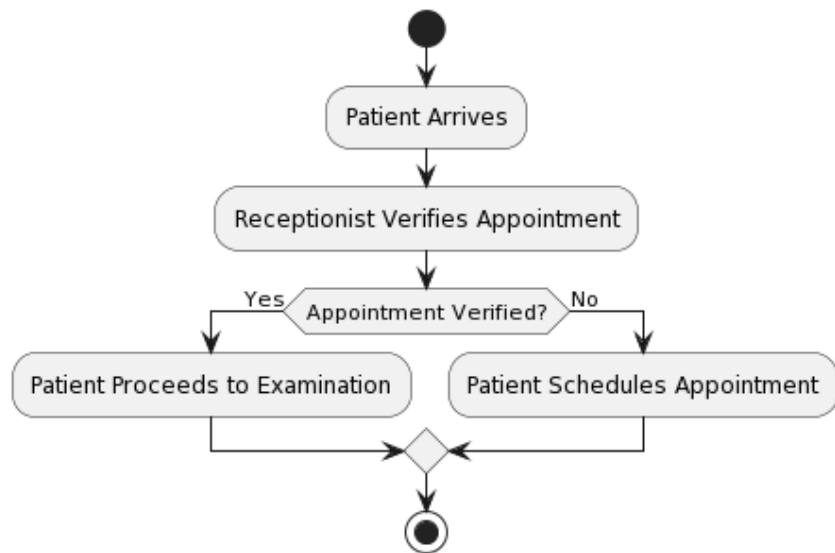 Patient Arrives
Receptionist Verifies Appointment
Yes
Appointment Verified?
No
Patient Proceeds to Examination
Patient Schedules Appointment